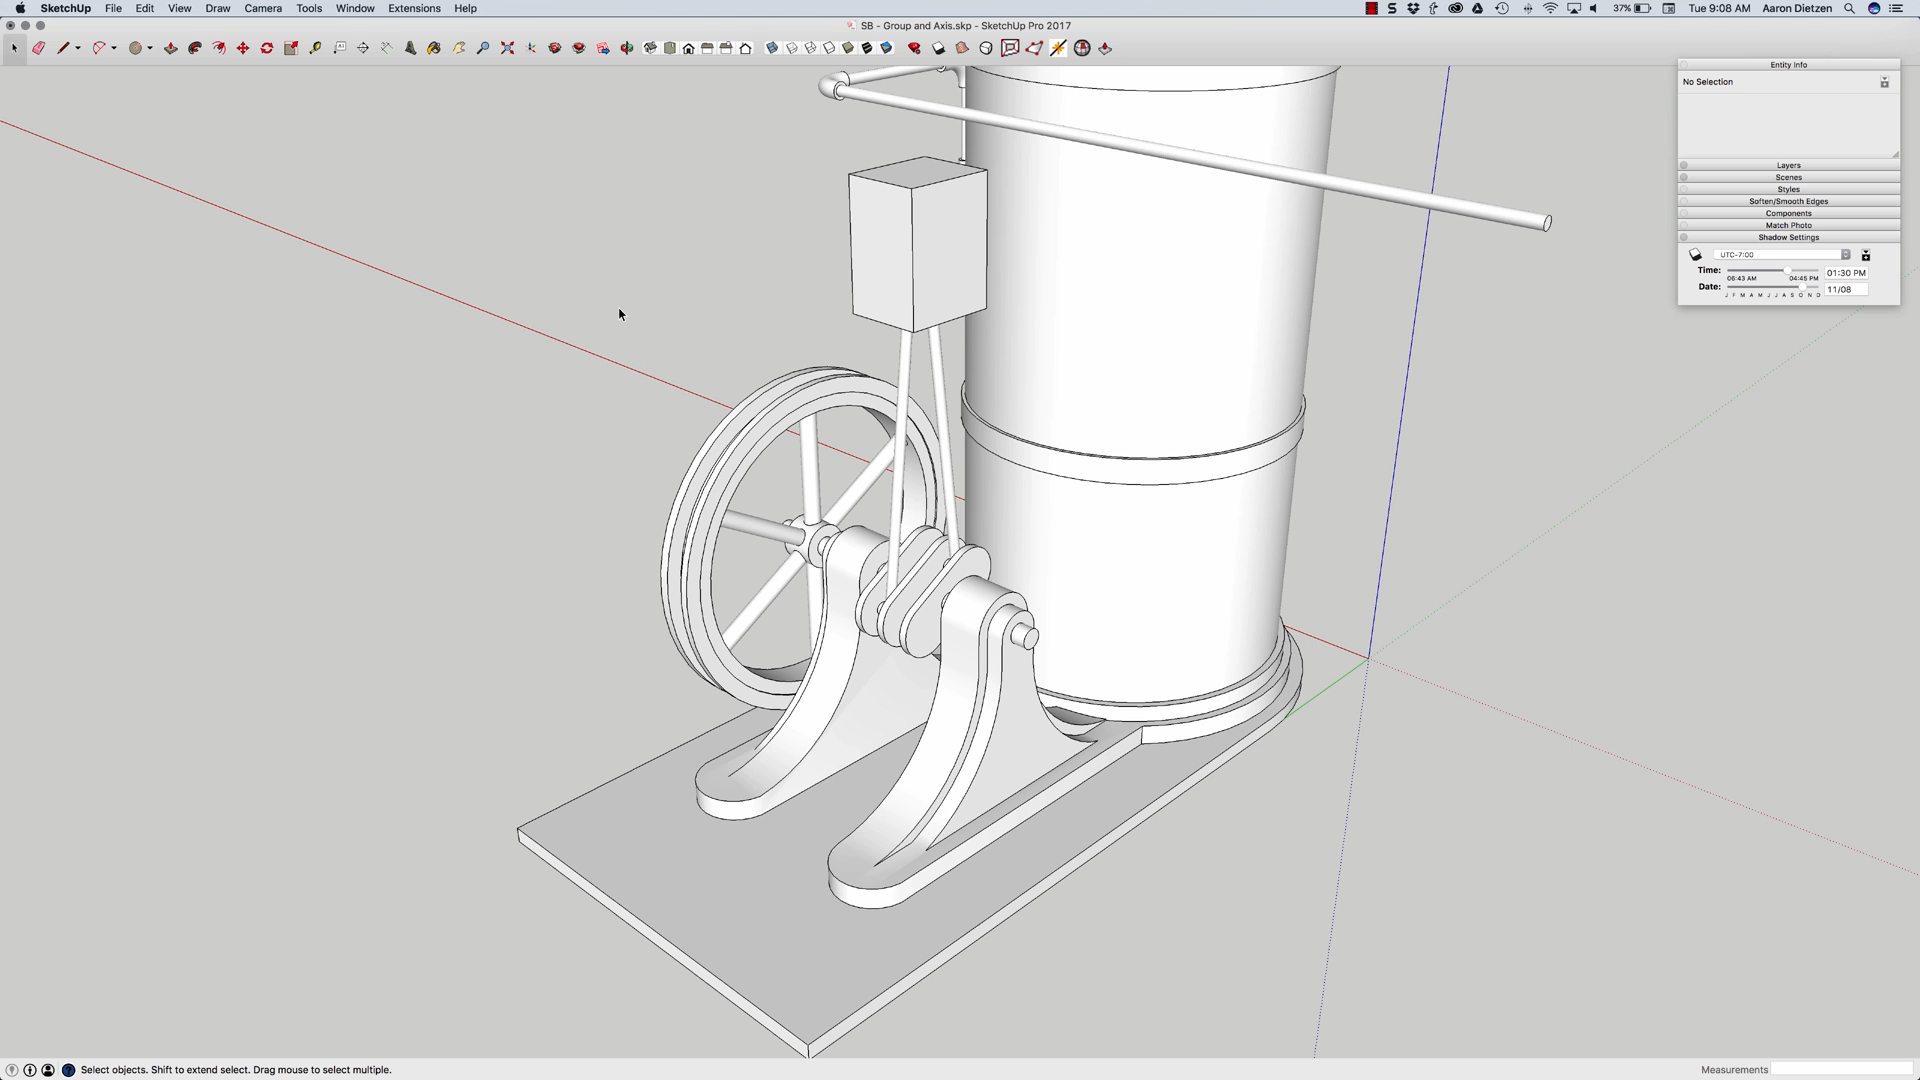 SketchUp File Edit View Draw Camera Tools Window Extensions Help 37% Tue 9:08 AM Aaron Dietzen
SB - Group and Axis.skp - SketchUp Pro 2017
Entity Info
No Selection
Layers
Scenes
Styles
Soften/Smooth Edges
Components
Match Photo
Shadow Settings
UTC-7:00
Time: 06:43 AM 04:45 PM 01:30 PM
Date: J F M A M J J A S O N D 11/08
Select objects. Shift to extend select. Drag mouse to select multiple.
Measurements